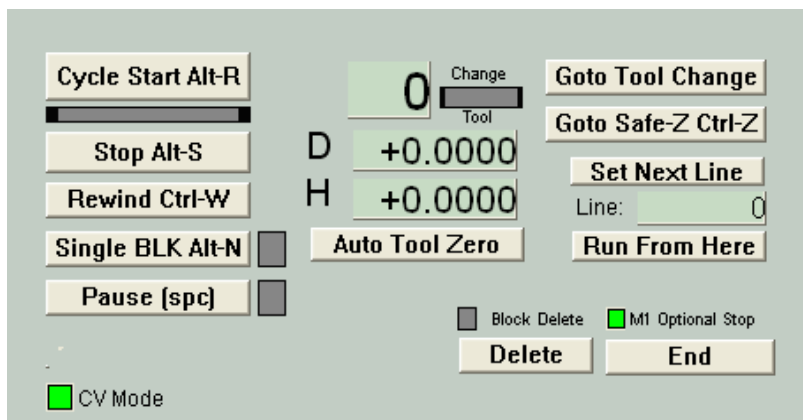 Cycle Start Alt-R
0
Change
Tool
Goto Tool Change
Goto Safe-Z Ctrl-Z
Stop Alt-S
D +0.0000
Set Next Line
Rewind Ctrl-W
H +0.0000
Line: 0
Single BLK Alt-N
Auto Tool Zero
Run From Here
Pause (spc)
Block Delete
M1 Optional Stop
Delete
End
CV Mode